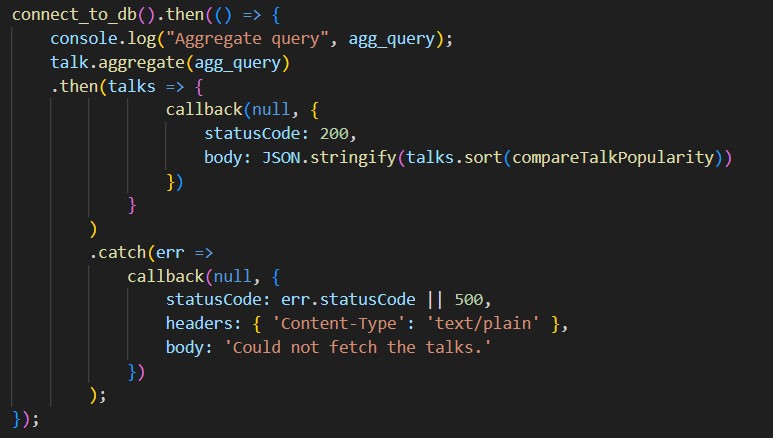 connect_to_db().then(() => {
    console.log("Aggregate query", agg_query);
    talk.aggregate(agg_query)
    .then(talks => {
                callback(null, {
                    statusCode: 200,
                    body: JSON.stringify(talks.sort(compareTalkPopularity))
                })
            }
        )
        .catch(err =>
            callback(null, {
                statusCode: err.statusCode || 500,
                headers: { 'Content-Type': 'text/plain' },
                body: 'Could not fetch the talks.'
            })
        );
});